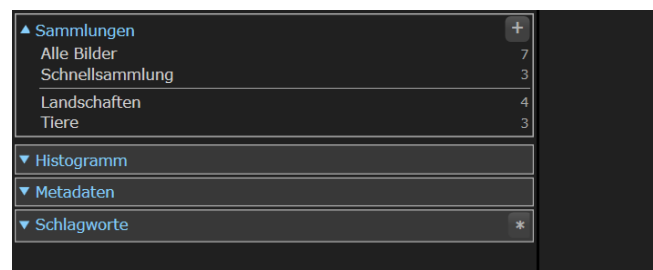 Sammlungen +
Alle Bilder 7
Schnellsammlung 3
Landschaften 4
Tiere 3
Histogramm
Metadaten
Schlagworte *